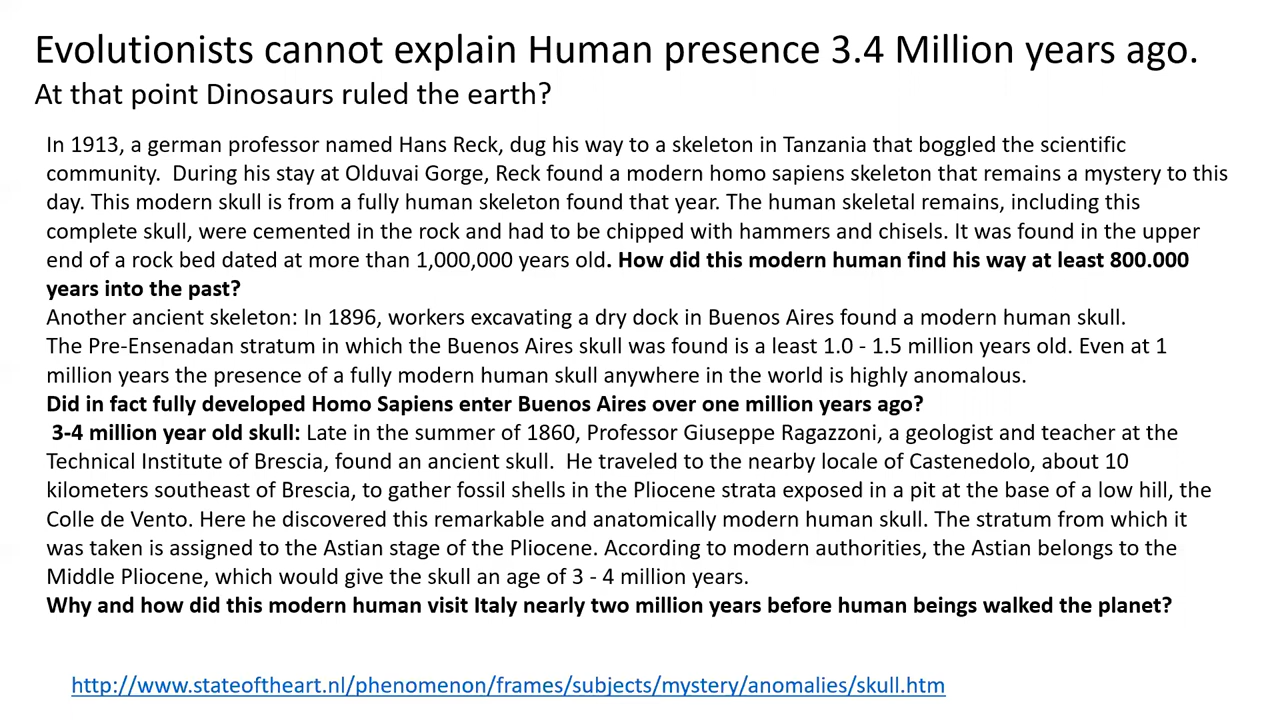 Evolutionists cannot explain Human presence 3.4 Million years ago.
At that point Dinosaurs ruled the earth?
In 1913, a german professor named Hans Reck, dug his way to a skeleton in Tanzania that boggled the scientific
community.  During his stay at Olduvai Gorge, Reck found a modern homo sapiens skeleton that remains a mystery to this
day. This modern skull is from a fully human skeleton found that year. The human skeletal remains, including this
complete skull, were cemented in the rock and had to be chipped with hammers and chisels. It was found in the upper
end of a rock bed dated at more than 1,000,000 years old. How did this modern human find his way at least 800.000
years into the past?
Another ancient skeleton: In 1896, workers excavating a dry dock in Buenos Aires found a modern human skull.
The Pre-Ensenadan stratum in which the Buenos Aires skull was found is a least 1.0 - 1.5 million years old. Even at 1
million years the presence of a fully modern human skull anywhere in the world is highly anomalous.
Did in fact fully developed Homo Sapiens enter Buenos Aires over one million years ago?
3-4 million year old skull: Late in the summer of 1860, Professor Giuseppe Ragazzoni, a geologist and teacher at the
Technical Institute of Brescia, found an ancient skull.  He traveled to the nearby locale of Castenedolo, about 10
kilometers southeast of Brescia, to gather fossil shells in the Pliocene strata exposed in a pit at the base of a low hill, the
Colle de Vento. Here he discovered this remarkable and anatomically modern human skull. The stratum from which it
was taken is assigned to the Astian stage of the Pliocene. According to modern authorities, the Astian belongs to the
Middle Pliocene, which would give the skull an age of 3 - 4 million years.
Why and how did this modern human visit Italy nearly two million years before human beings walked the planet?
http://www.stateoftheart.nl/phenomenon/frames/subjects/mystery/anomalies/skull.htm